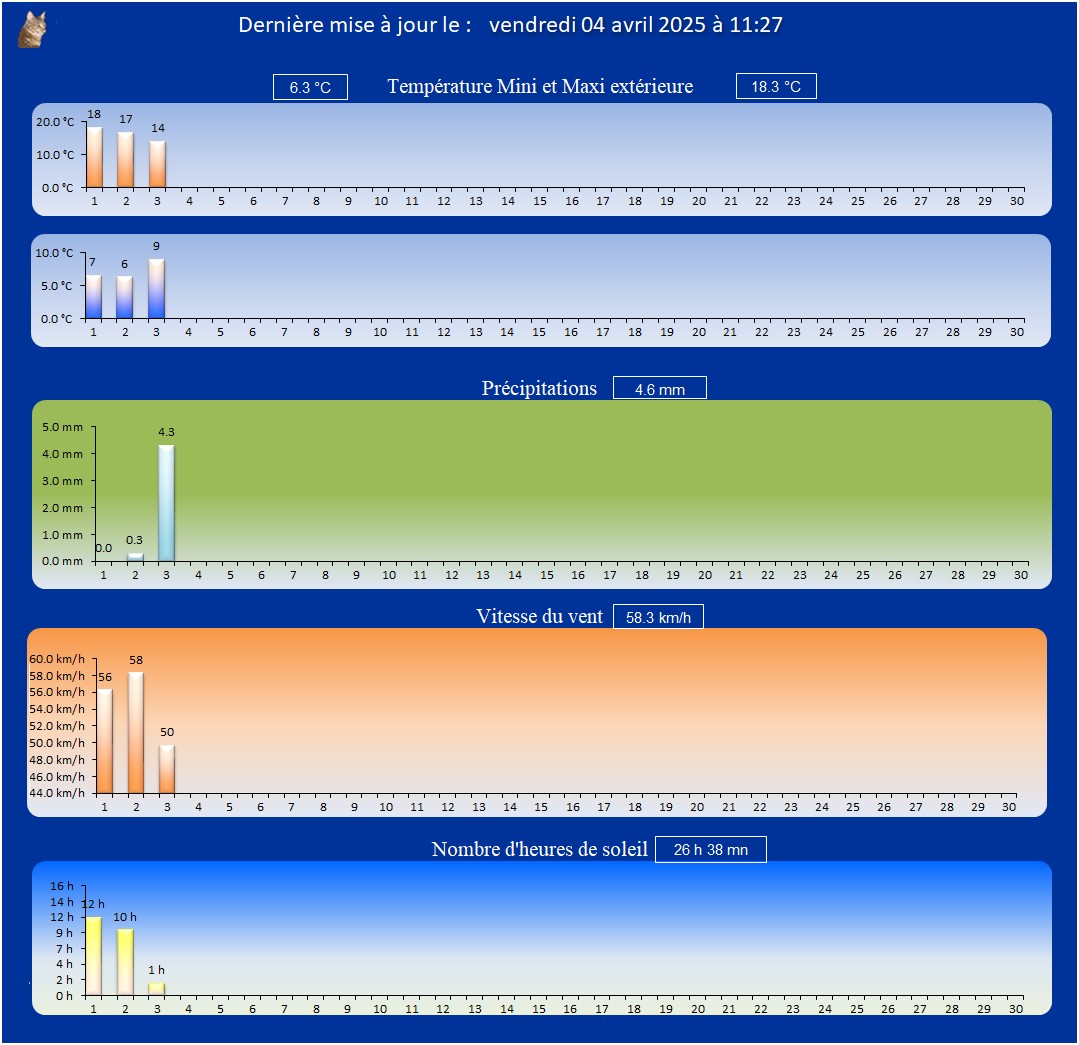 Dernière mise à jour le : vendredi 04 avril 2025 à 11:27
6.3 °C Température Mini et Maxi extérieure 18.3 °C
18 17 14
20.0 °C
10.0 °C
0.0 °C
1 2 3 4 5 6 7 8 9 10 11 12 13 14 15 16 17 18 19 20 21 22 23 24 25 26 27 28 29 30
7 6 9
10.0 °C
5.0 °C
0.0 °C
1 2 3 4 5 6 7 8 9 10 11 12 13 14 15 16 17 18 19 20 21 22 23 24 25 26 27 28 29 30
Précipitations 4.6 mm
5.0 mm
4.0 mm
3.0 mm
2.0 mm
1.0 mm
0.0 mm
0.0 0.3 4.3
1 2 3 4 5 6 7 8 9 10 11 12 13 14 15 16 17 18 19 20 21 22 23 24 25 26 27 28 29 30
Vitesse du vent 58.3 km/h
60.0 km/h
58.0 km/h
56.0 km/h
54.0 km/h
52.0 km/h
50.0 km/h
48.0 km/h
46.0 km/h
44.0 km/h
56 58 50
1 2 3 4 5 6 7 8 9 10 11 12 13 14 15 16 17 18 19 20 21 22 23 24 25 26 27 28 29 30
Nombre d'heures de soleil 26 h 38 mn
16 h
14 h
12 h
9 h
7 h
4 h
2 h
0 h
12 h 10 h 1 h
1 2 3 4 5 6 7 8 9 10 11 12 13 14 15 16 17 18 19 20 21 22 23 24 25 26 27 28 29 30